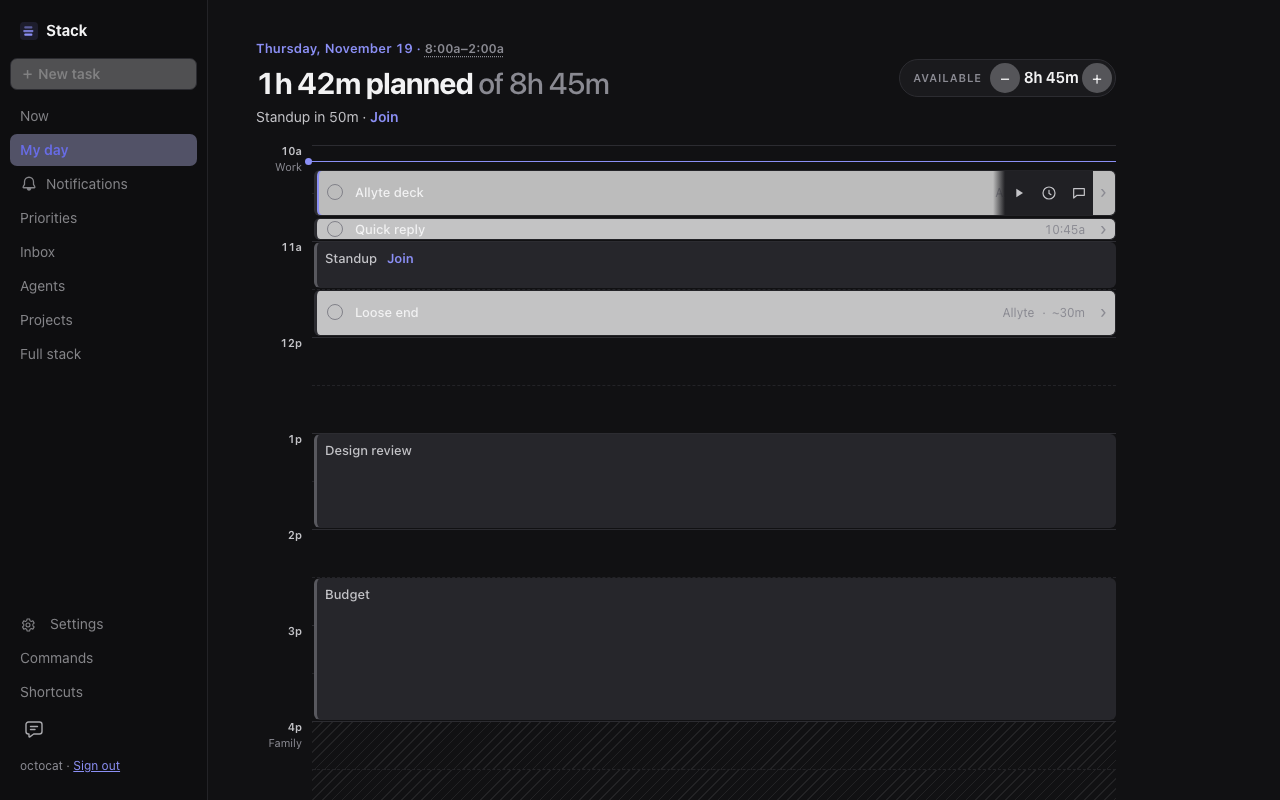 Stack
+ New task
Now
My day
Notifications
Priorities
Inbox
Agents
Projects
Full stack
Settings
Commands
Shortcuts
octocat · Sign out
Thursday, November 19 · 8:00a–2:00a
1h 42m planned of 8h 45m
Standup in 50m · Join
AVAILABLE − 8h 45m +
10a
Work
Allyte deck
Quick reply 10:45a
11a
Standup Join
Loose end Allyte · ~30m
12p
1p
Design review
2p
Budget
3p
4p
Family